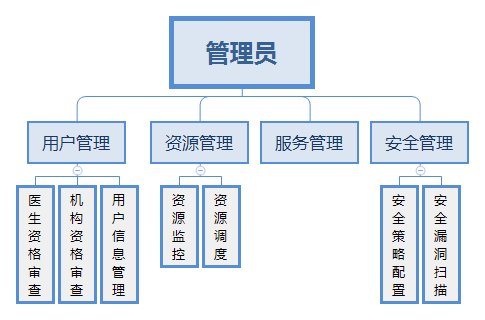 管理员
用户管理
资源管理
服务管理
安全管理
医生资格审查
机构资格审查
用户信息管理
资源监控
资源调度
安全策略配置
安全漏洞扫描